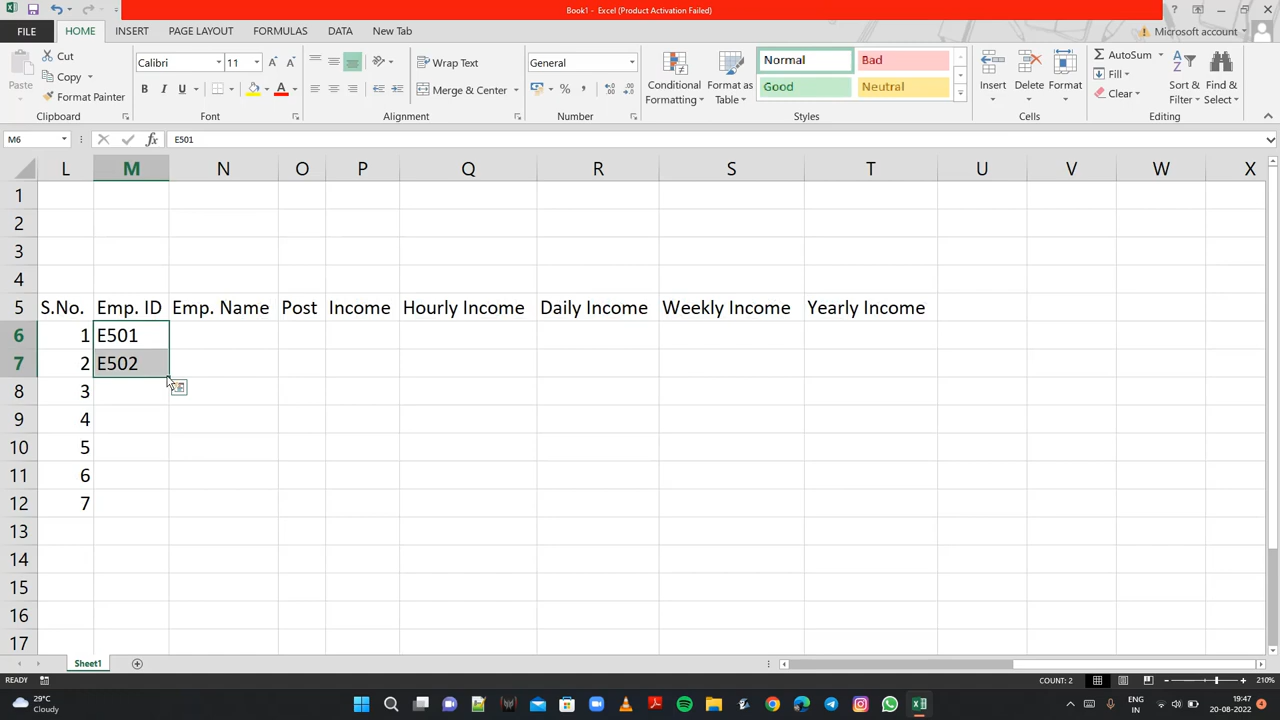 Book1 - Excel (Product Activation Failed)
FILE HOME INSERT PAGE LAYOUT FORMULAS DATA New Tab Microsoft account
Paste Cut Copy Format Painter Clipboard
Calibri 11 B I U A Font
Wrap Text Merge & Center Alignment
General % , Number
Conditional Formatting Format as Table
Normal Bad Good Neutral Styles
Insert Delete Format Cells
AutoSum Fill Clear Sort & Filter Find & Select Editing
M6 fx E501
L M N O P Q R S T U V W X
1
2
3
4
5 S.No. Emp. ID Emp. Name Post Income Hourly Income Daily Income Weekly Income Yearly Income
6 1 E501
7 2 E502
8 3
9 4
10 5
11 6
12 7
13
14
15
16
17
Sheet1
READY COUNT: 2 210%
29°C ENG 19:47
Cloudy IN 20-08-2022